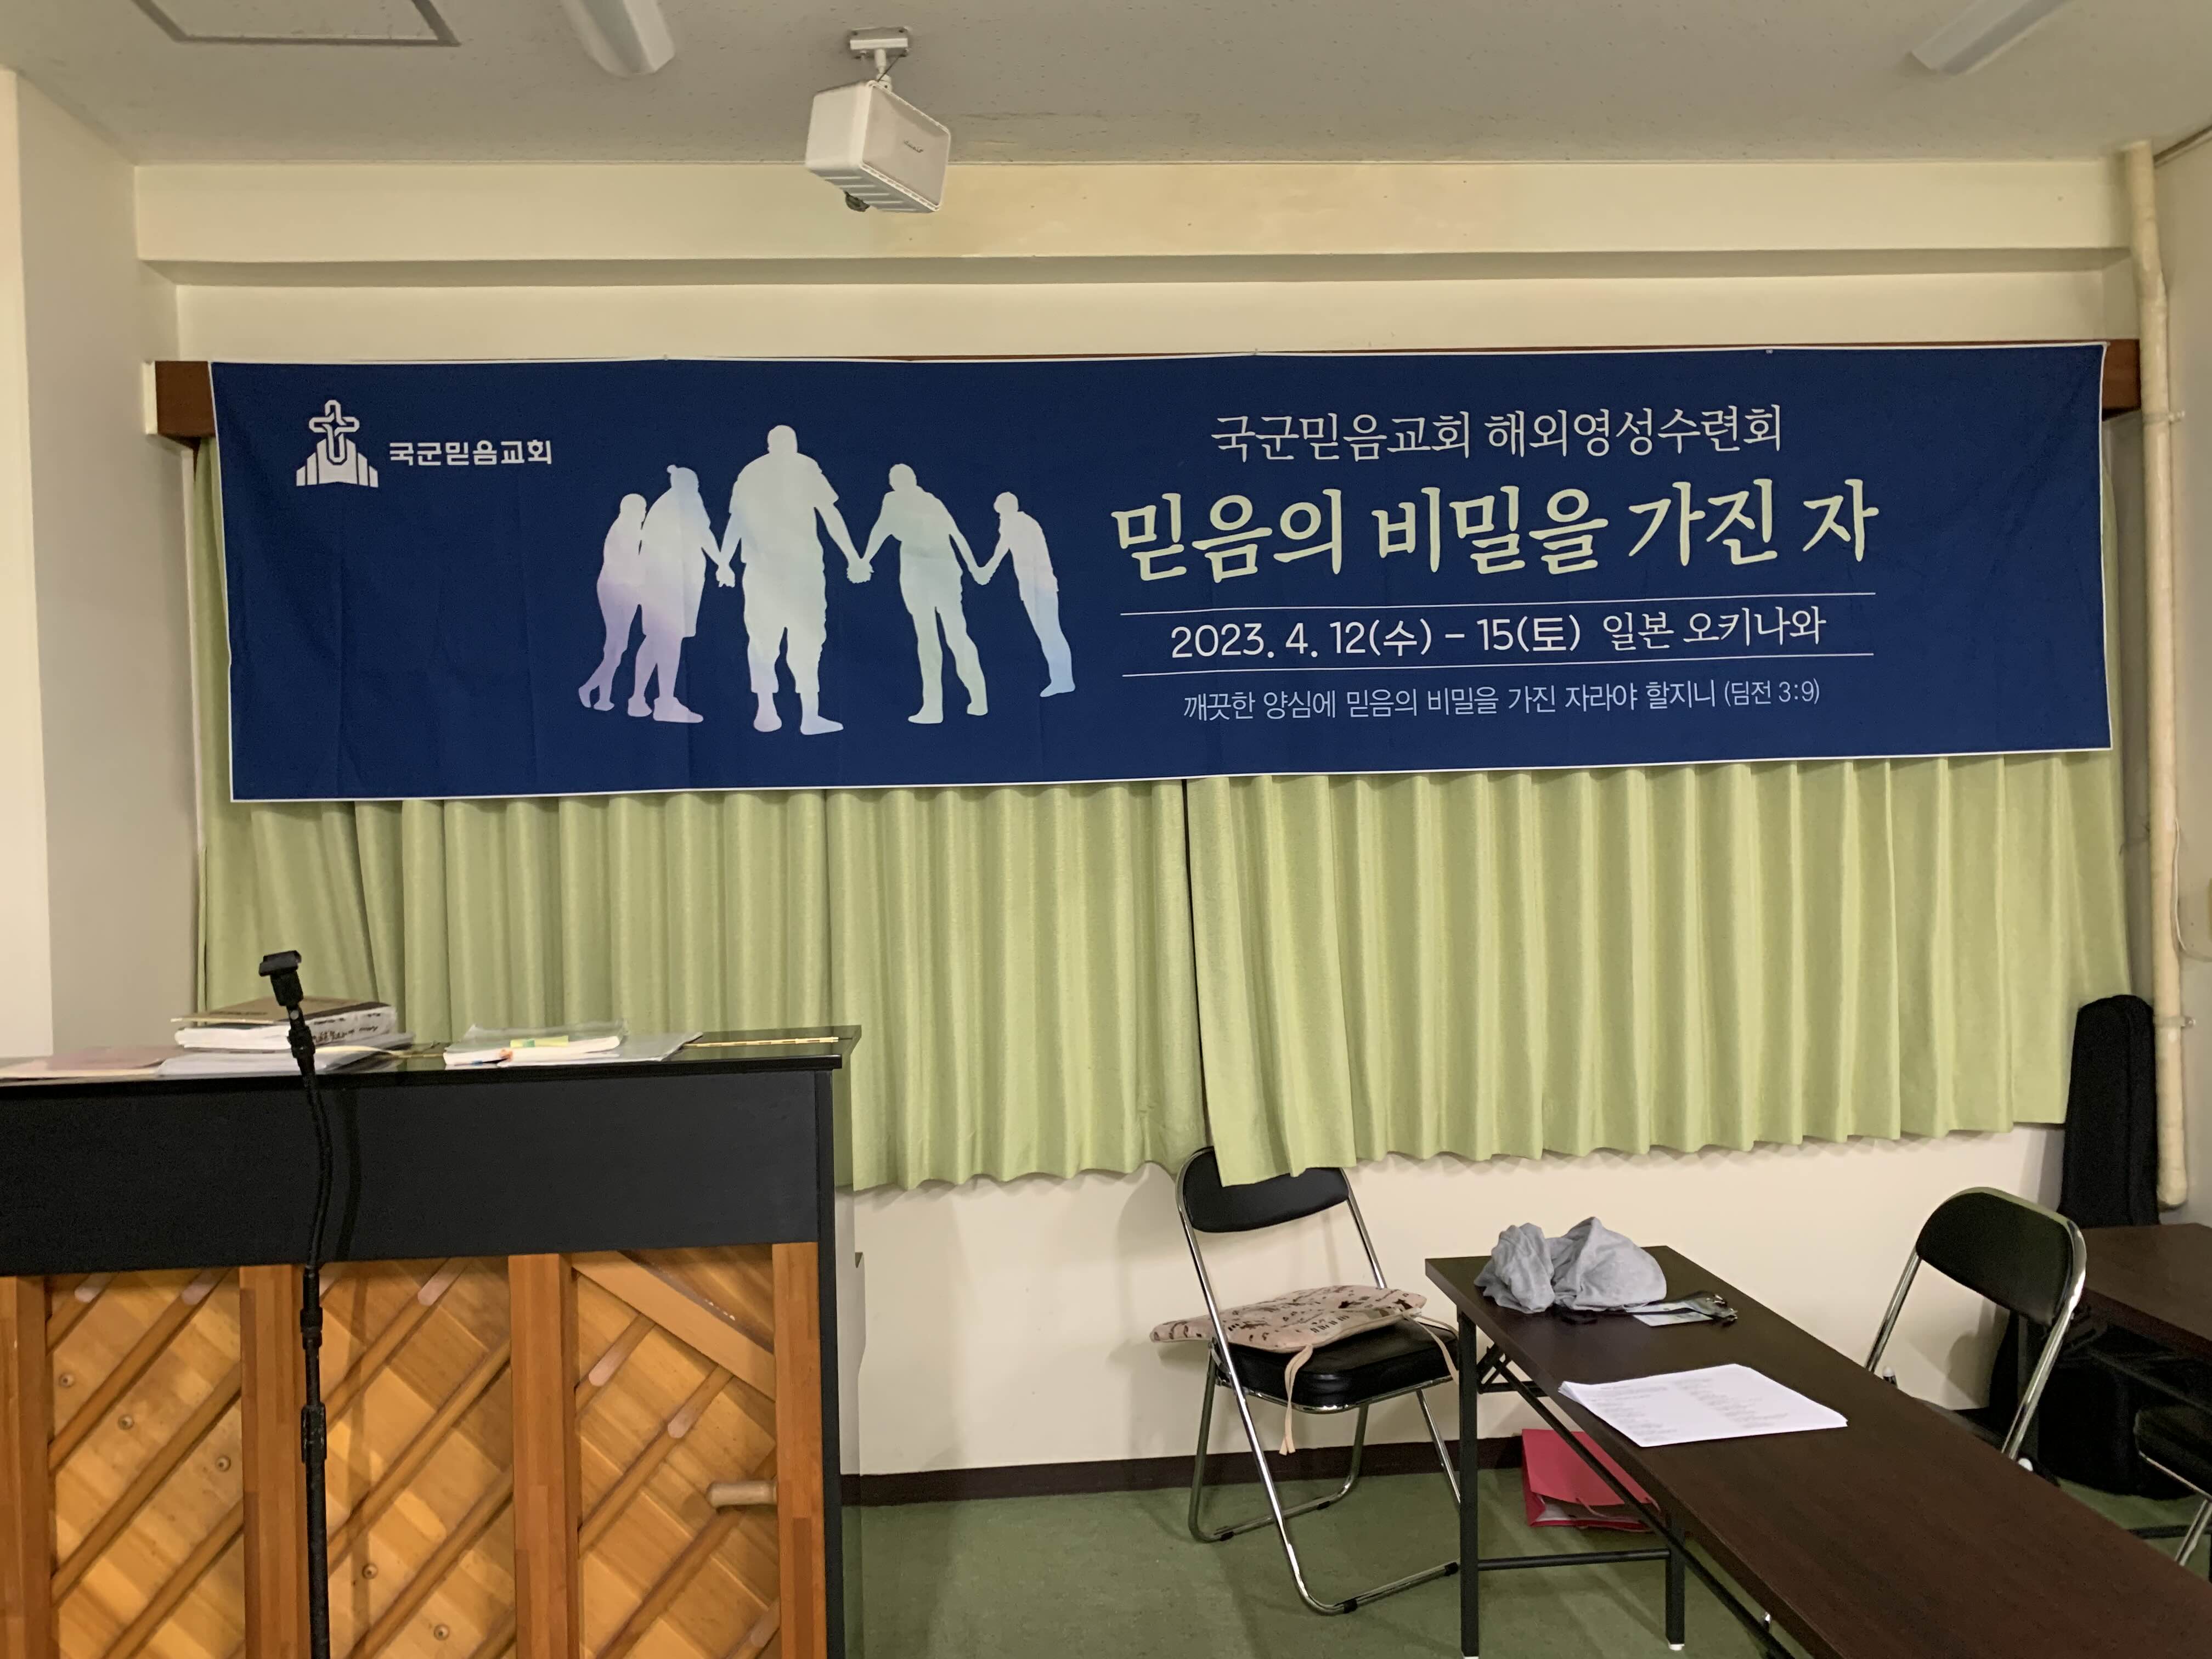 국군믿음교회
국군믿음교회 해외영성수련회
믿음의 비밀을 가진 자
2023. 4. 12(수) - 15(토) 일본 오키나와
깨끗한 양심에 믿음의 비밀을 가진 자라야 할지니 (딤전 3:9)